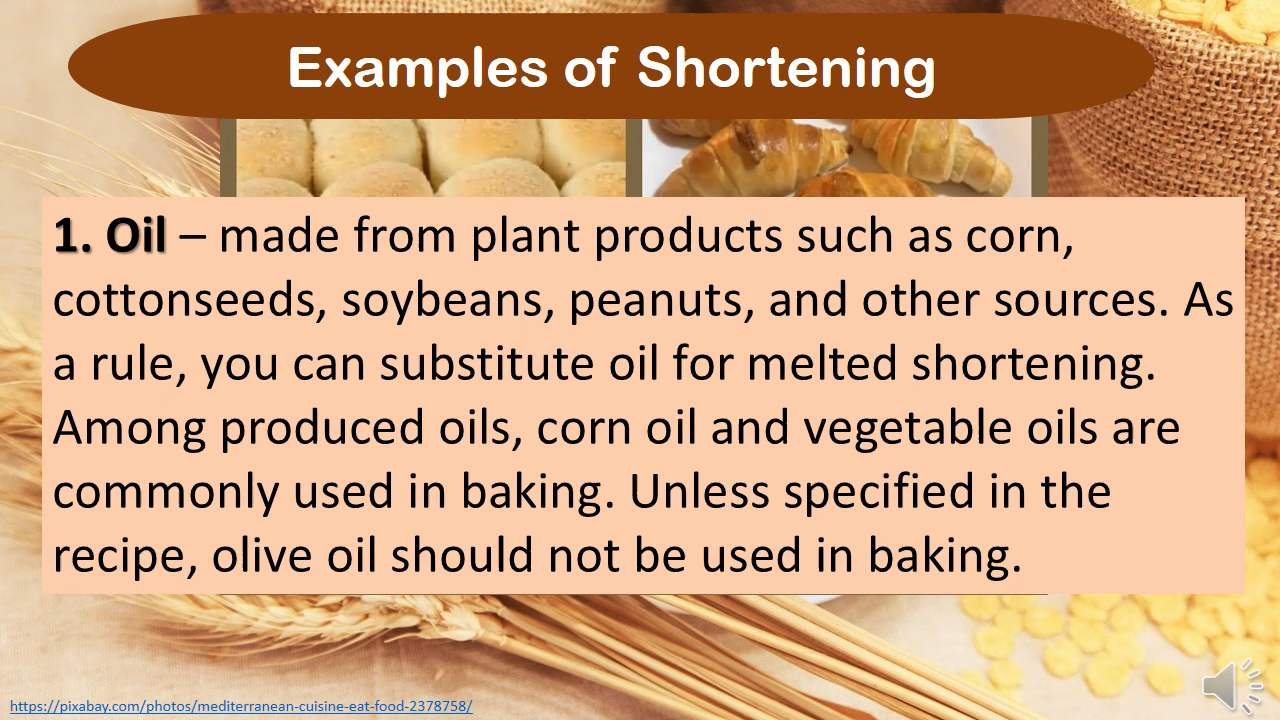 Examples of Shortening
1. Oil – made from plant products such as corn,
cottonseeds, soybeans, peanuts, and other sources. As
a rule, you can substitute oil for melted shortening.
Among produced oils, corn oil and vegetable oils are
commonly used in baking. Unless specified in the
recipe, olive oil should not be used in baking.
https://pixabay.com/photos/mediterranean-cuisine-eat-food-2378758/